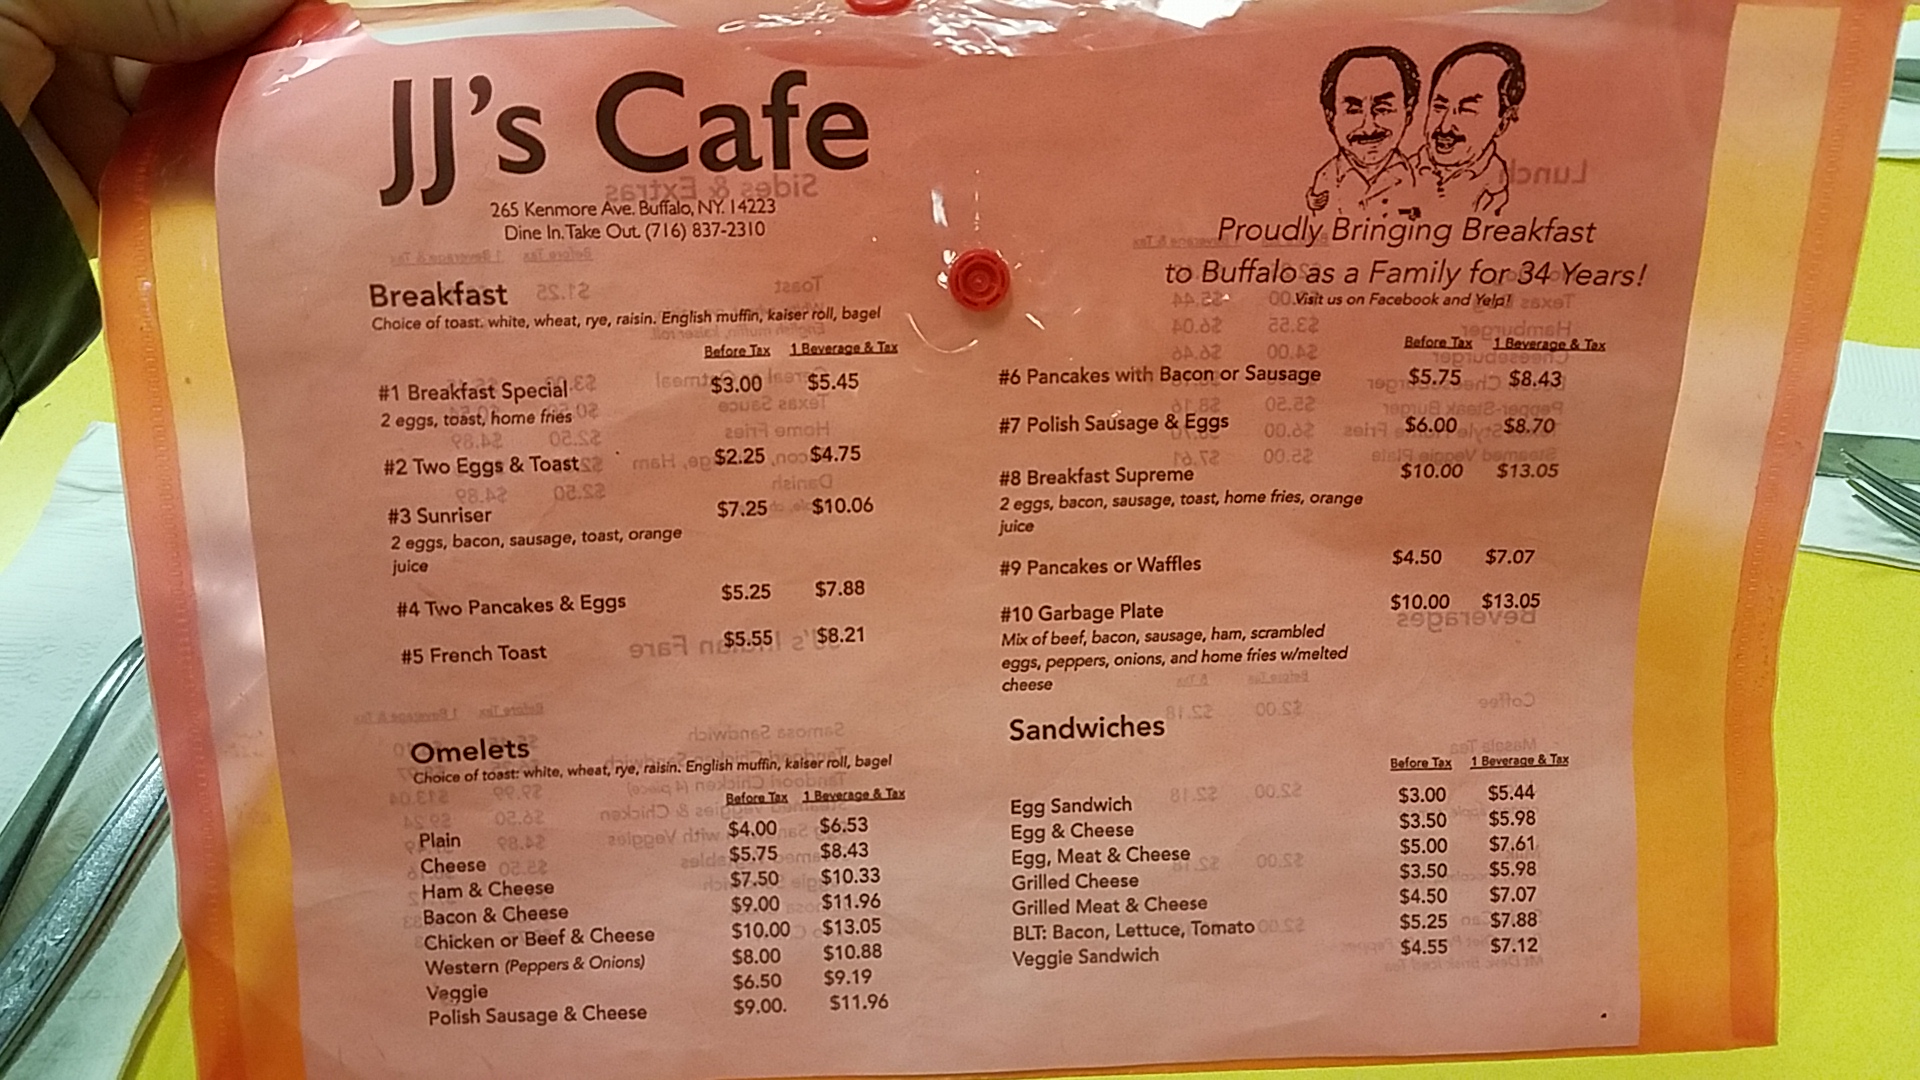 JJ's Cafe
265 Kenmore Ave. Buffalo, NY. 14223
Dine In. Take Out. (716) 837-2310
Proudly Bringing Breakfast
to Buffalo as a Family for 34 Years!
Visit us on Facebook and Yelp!
Breakfast
Choice of toast. white, wheat, rye, raisin. English muffin, kaiser roll, bagel
Before Tax 1 Beverage & Tax
#1 Breakfast Special $3.00 $5.45
2 eggs, toast, home fries
#2 Two Eggs & Toast $2.25 $4.75
#3 Sunriser $7.25 $10.06
2 eggs, bacon, sausage, toast, orange
juice
#4 Two Pancakes & Eggs $5.25 $7.88
#5 French Toast $5.55 $8.21
Before Tax 1 Beverage & Tax
#6 Pancakes with Bacon or Sausage $5.75 $8.43
#7 Polish Sausage & Eggs $6.00 $8.70
#8 Breakfast Supreme $10.00 $13.05
2 eggs, bacon, sausage, toast, home fries, orange
juice
#9 Pancakes or Waffles $4.50 $7.07
#10 Garbage Plate $10.00 $13.05
Mix of beef, bacon, sausage, ham, scrambled
eggs, peppers, onions, and home fries w/melted
cheese
Omelets
Choice of toast: white, wheat, rye, raisin. English muffin, kaiser roll, bagel
Before Tax 1 Beverage & Tax
Plain $4.00 $6.53
Cheese $5.75 $8.43
Ham & Cheese $7.50 $10.33
Bacon & Cheese $9.00 $11.96
Chicken or Beef & Cheese $10.00 $13.05
Western (Peppers & Onions) $8.00 $10.88
Veggie $6.50 $9.19
Polish Sausage & Cheese $9.00. $11.96
Sandwiches
Before Tax 1 Beverage & Tax
Egg Sandwich $3.00 $5.44
Egg & Cheese $3.50 $5.98
Egg, Meat & Cheese $5.00 $7.61
Grilled Cheese $3.50 $5.98
Grilled Meat & Cheese $4.50 $7.07
BLT: Bacon, Lettuce, Tomato $5.25 $7.88
Veggie Sandwich $4.55 $7.12